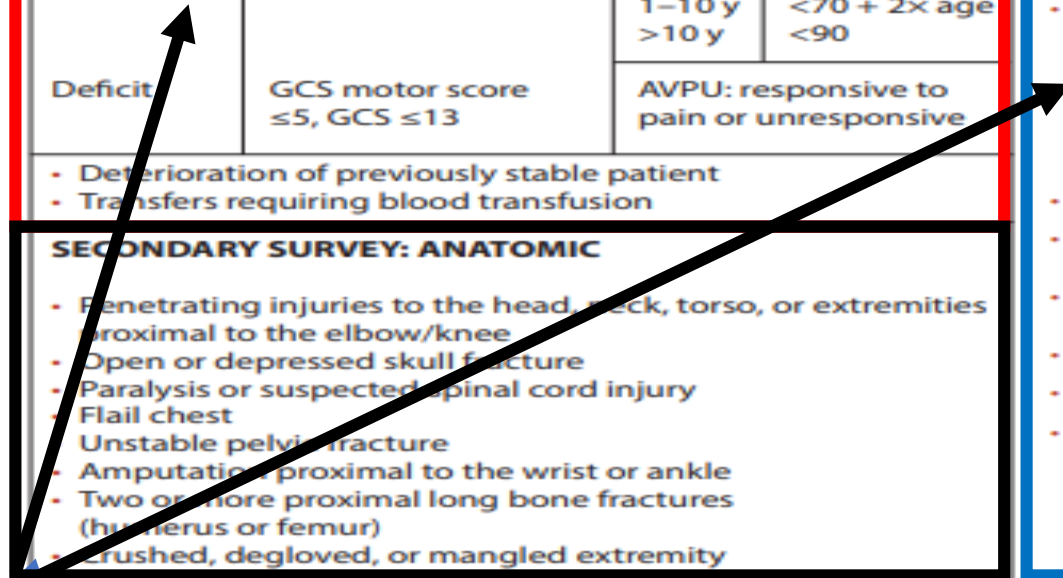 1–10 y <70 + 2× age
>10 y <90
Deficit GCS motor score AVPU: responsive to
≤5, GCS ≤13 pain or unresponsive
• Deterioration of previously stable patient
• Transfers requiring blood transfusion
SECONDARY SURVEY: ANATOMIC
• Penetrating injuries to the head, neck, torso, or extremities
proximal to the elbow/knee
• Open or depressed skull fracture
• Paralysis or suspected spinal cord injury
• Flail chest
Unstable pelvic fracture
• Amputation proximal to the wrist or ankle
• Two or more proximal long bone fractures
(humerus or femur)
• Crushed, degloved, or mangled extremity